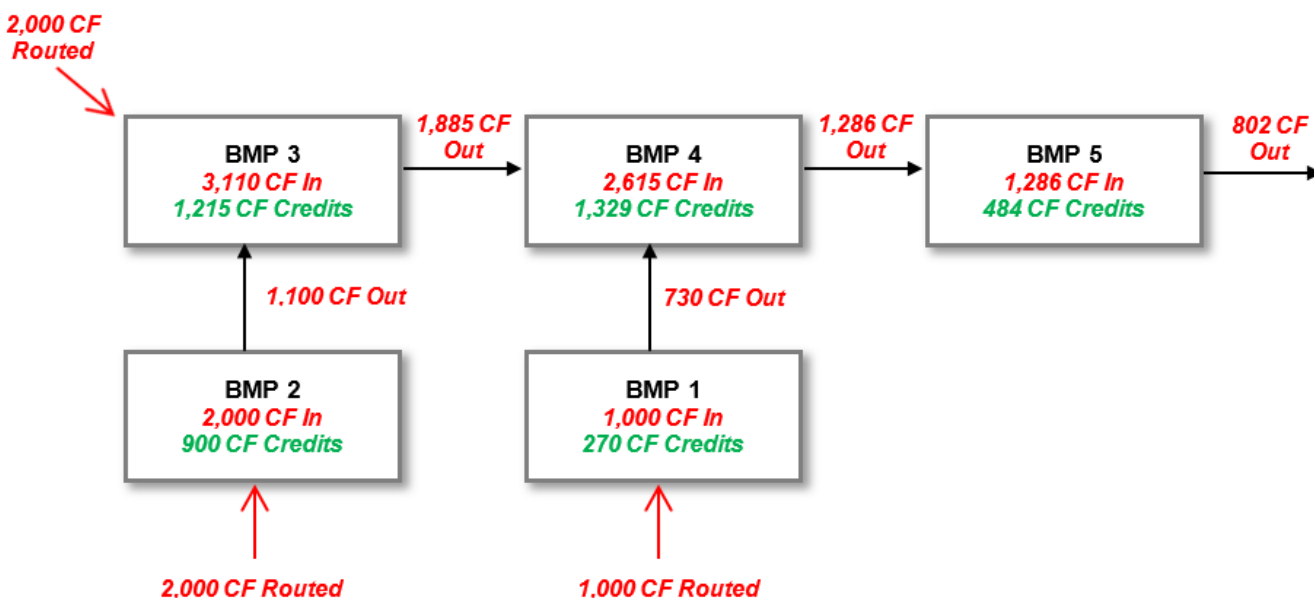 2,000 CF
Routed
BMP 3
3,110 CF In
1,215 CF Credits
1,885 CF
Out
BMP 4
2,615 CF In
1,329 CF Credits
1,286 CF
Out
BMP 5
1,286 CF In
484 CF Credits
802 CF
Out
1,100 CF Out
730 CF Out
BMP 2
2,000 CF In
900 CF Credits
BMP 1
1,000 CF In
270 CF Credits
2,000 CF Routed
1,000 CF Routed